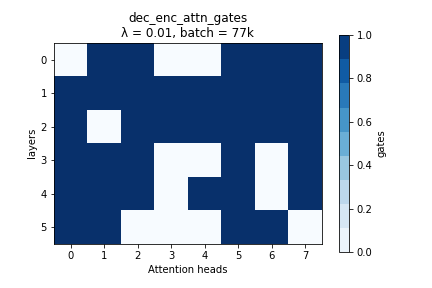 dec_enc_attn_gates
λ = 0.01, batch = 77k
layers
0
1
2
3
4
5
0 1 2 3 4 5 6 7
Attention heads
1.0
0.8
0.6
0.4
0.2
0.0
gates